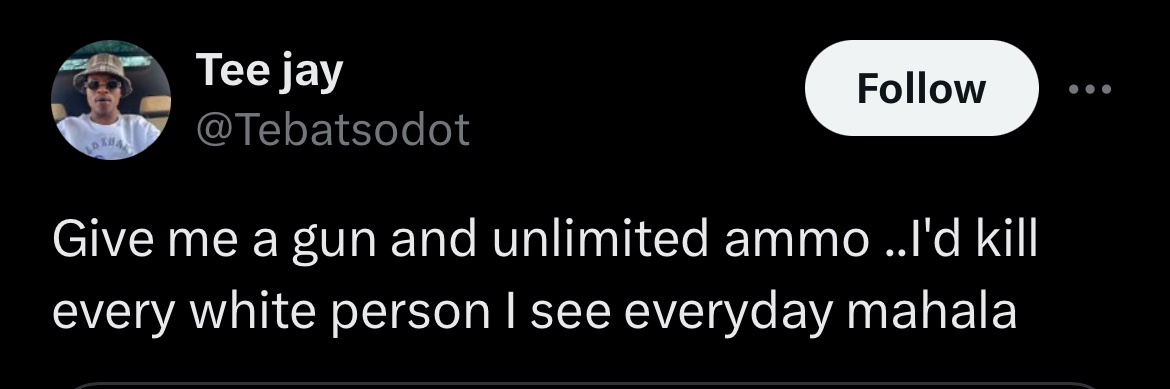 Tee jay
Follow
@Tebatsodot
Give me a gun and unlimited ammo ..I'd kill
every white person I see everyday mahala